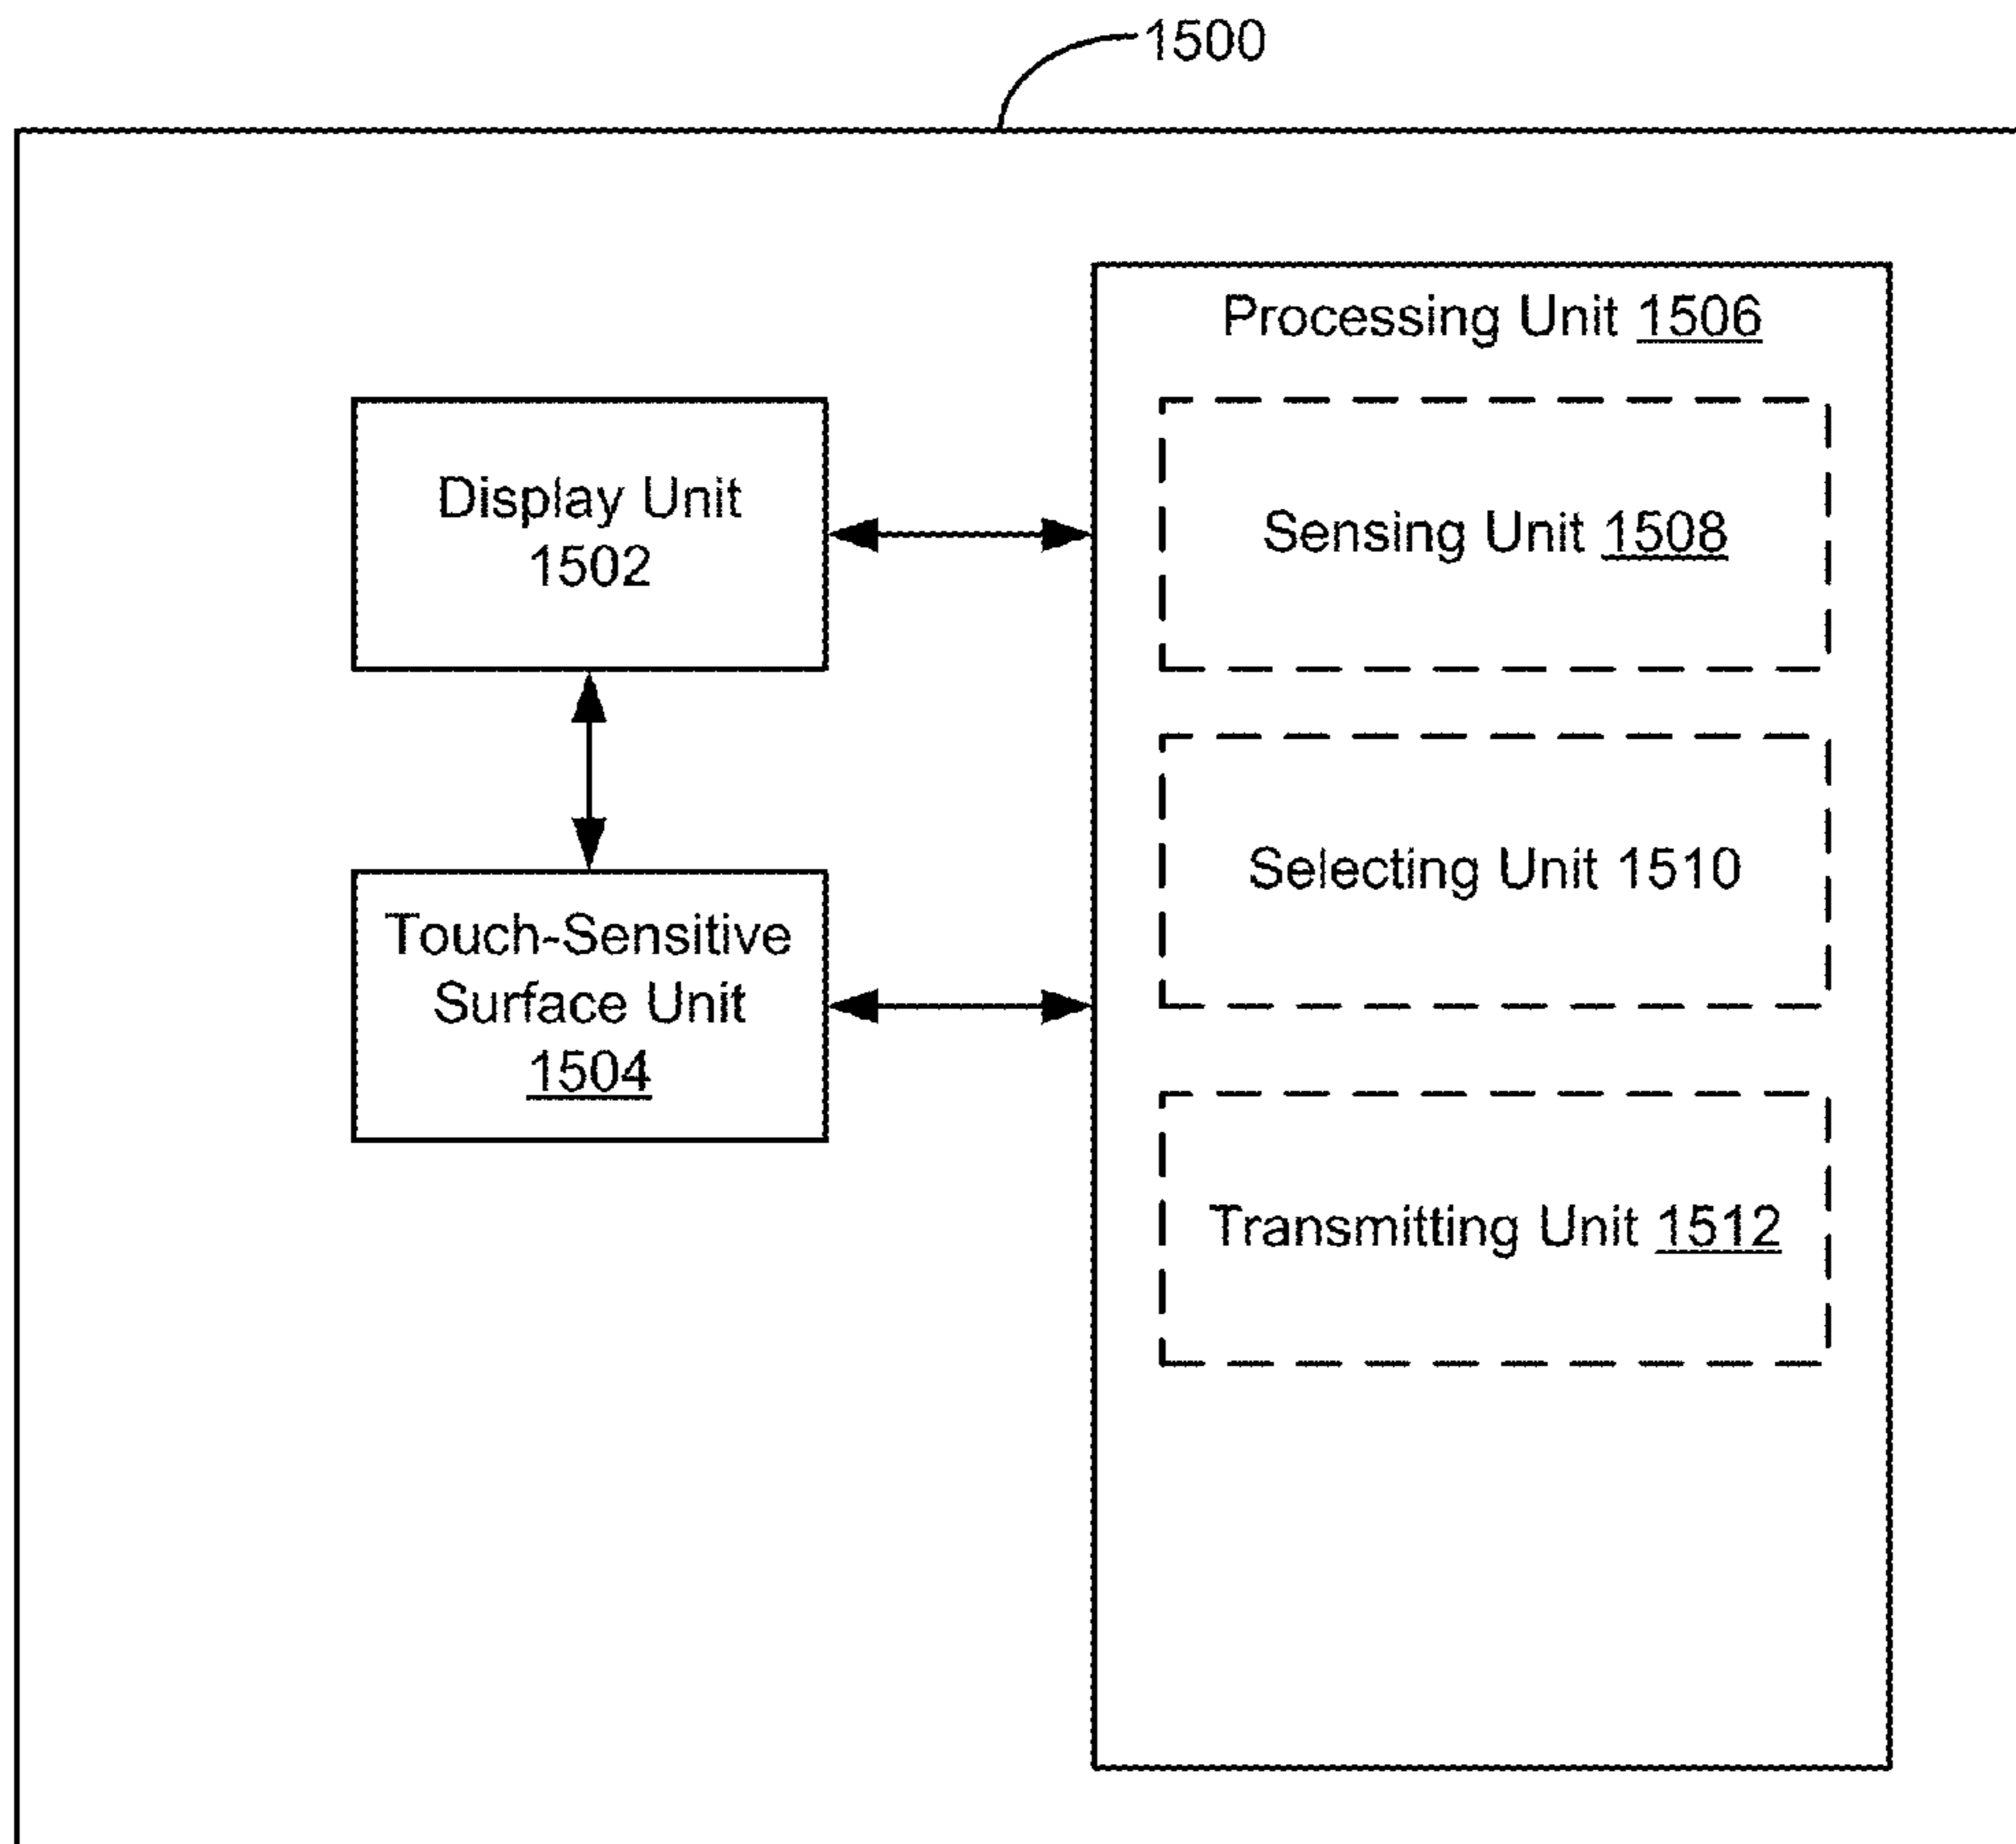 1500
Processing Unit 1506
Display Unit
1502
Sensing Unit 1508
Selecting Unit 1510
Touch-Sensitive
Surface Unit
1504
Transmitting Unit 1512